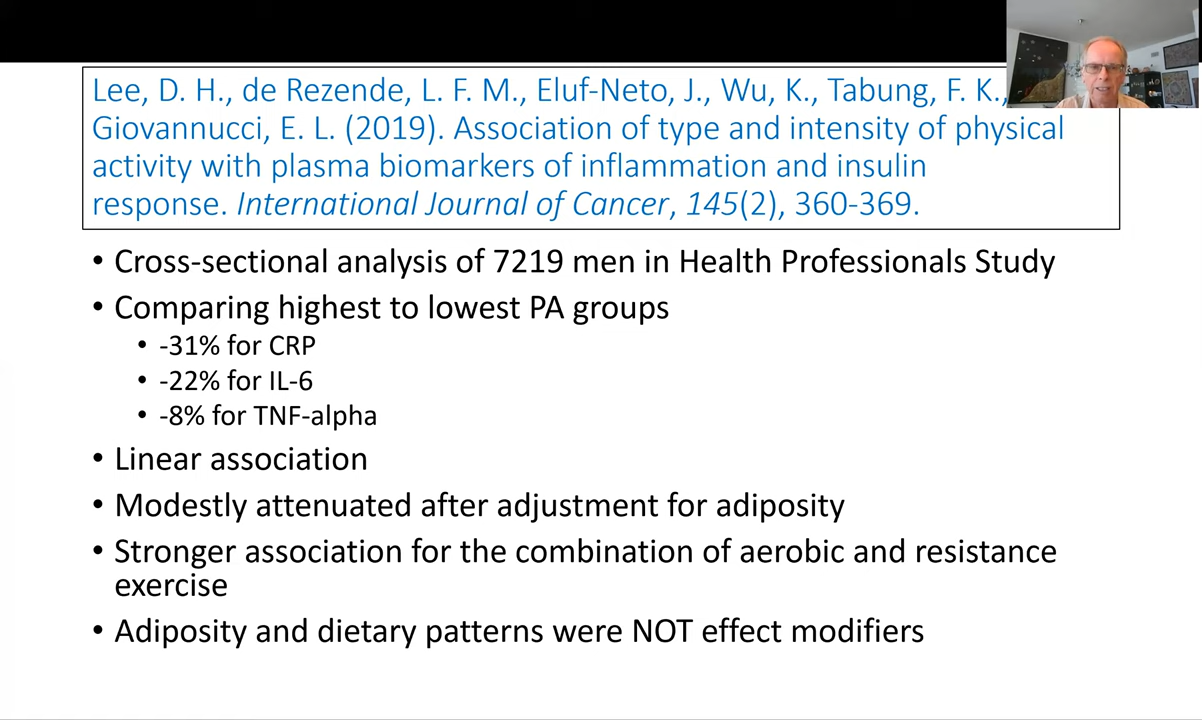 Lee, D. H., de Rezende, L. F. M., Eluf-Neto, J., Wu, K., Tabung, F. K.,
Giovannucci, E. L. (2019). Association of type and intensity of physical
activity with plasma biomarkers of inflammation and insulin
response. International Journal of Cancer, 145(2), 360-369.
• Cross-sectional analysis of 7219 men in Health Professionals Study
• Comparing highest to lowest PA groups
• -31% for CRP
• -22% for IL-6
• -8% for TNF-alpha
• Linear association
• Modestly attenuated after adjustment for adiposity
• Stronger association for the combination of aerobic and resistance
exercise
• Adiposity and dietary patterns were NOT effect modifiers